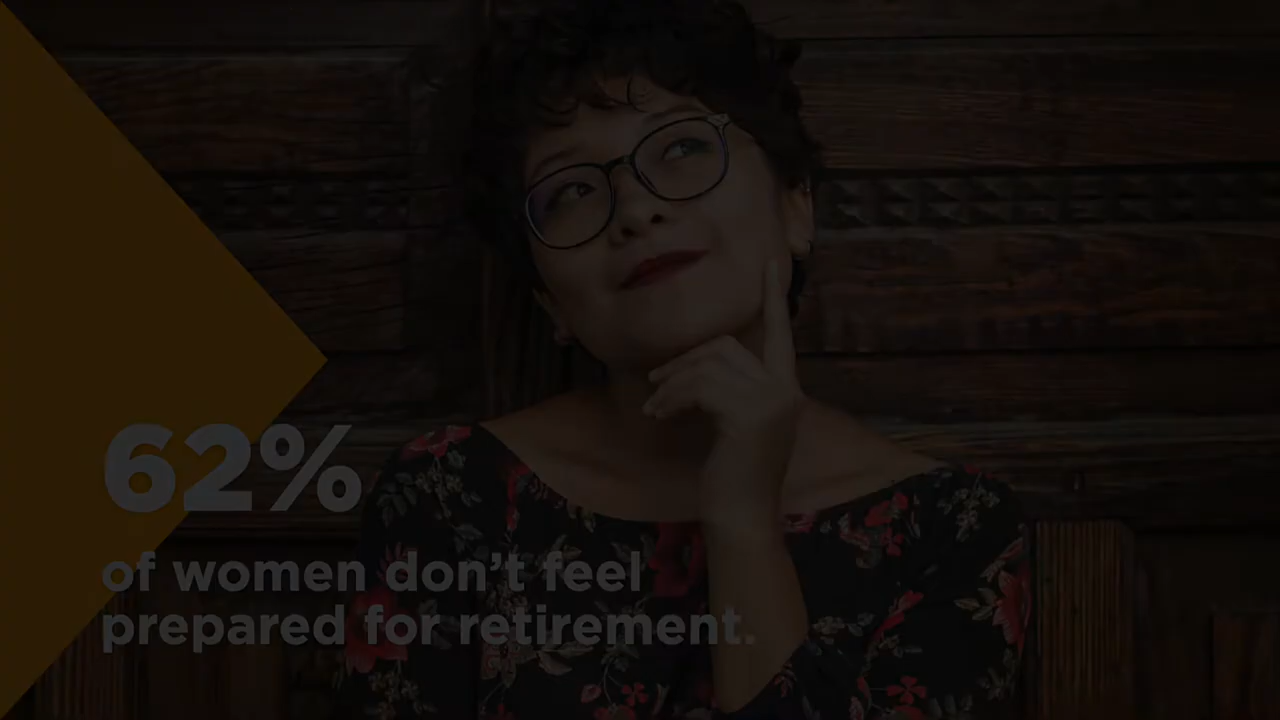 62%
of women don’t feel
prepared for retirement.